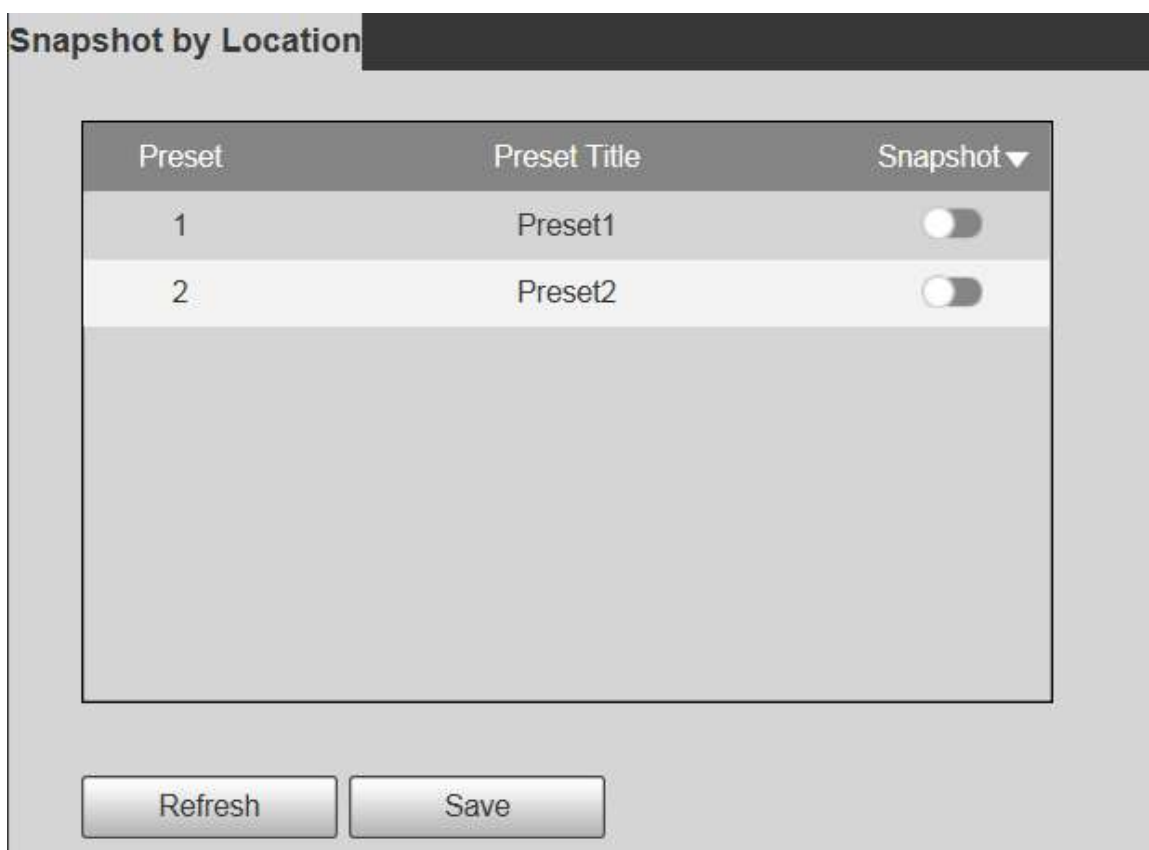 Snapshot by Location
Preset Preset Title Snapshot
1 Preset1
2 Preset2
Refresh Save